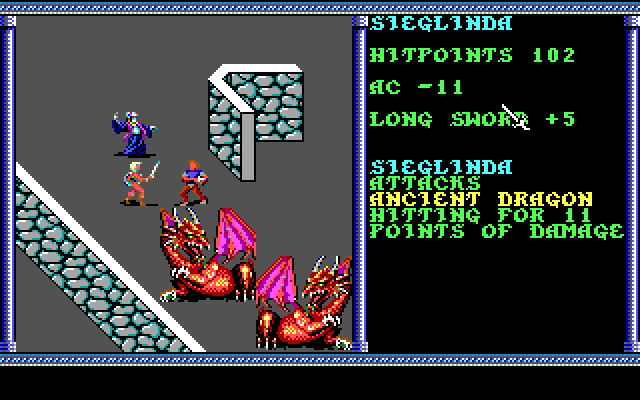 SIEGLINDA
HITPOINTS 102
AC -11
LONG SWORD +5
SIEGLINDA
ATTACKS
ANCIENT DRAGON
HITTING FOR 11
POINTS OF DAMAGE